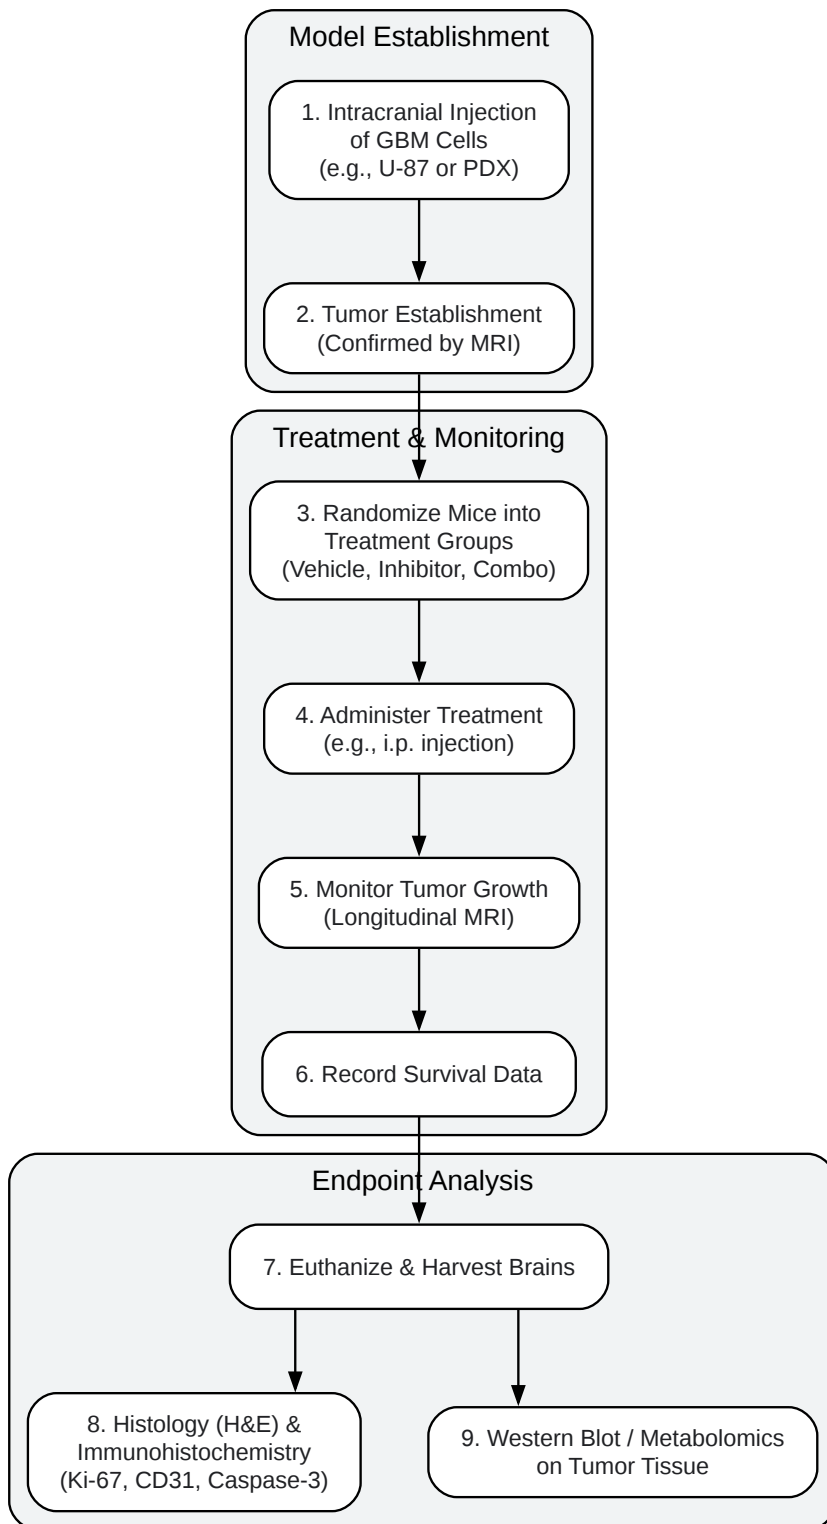 Model Establishment
1. Intracranial Injection
of GBM Cells
(e.g., U-87 or PDX)
2. Tumor Establishment
(Confirmed by MRI)
Treatment & Monitoring
3. Randomize Mice into
Treatment Groups
(Vehicle, Inhibitor, Combo)
4. Administer Treatment
(e.g., i.p. injection)
5. Monitor Tumor Growth
(Longitudinal MRI)
6. Record Survival Data
Endpoint Analysis
7. Euthanize & Harvest Brains
8. Histology (H&E) &
Immunohistochemistry
(Ki-67, CD31, Caspase-3)
9. Western Blot / Metabolomics
on Tumor Tissue